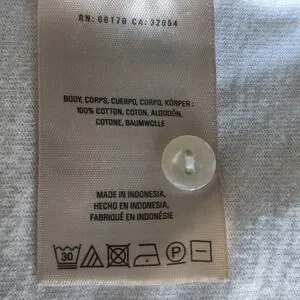 RN: 66170 CA: 32054
BODY, CORPS, CUERPO, CORPO, KÖRPER :
100% COTTON, COTON, ALGODÓN,
COTONE, BAUMWOLLE
MADE IN INDONESIA,
HECHO EN INDONESIA,
FABRIQUÉ EN INDONÉSIE
30 P